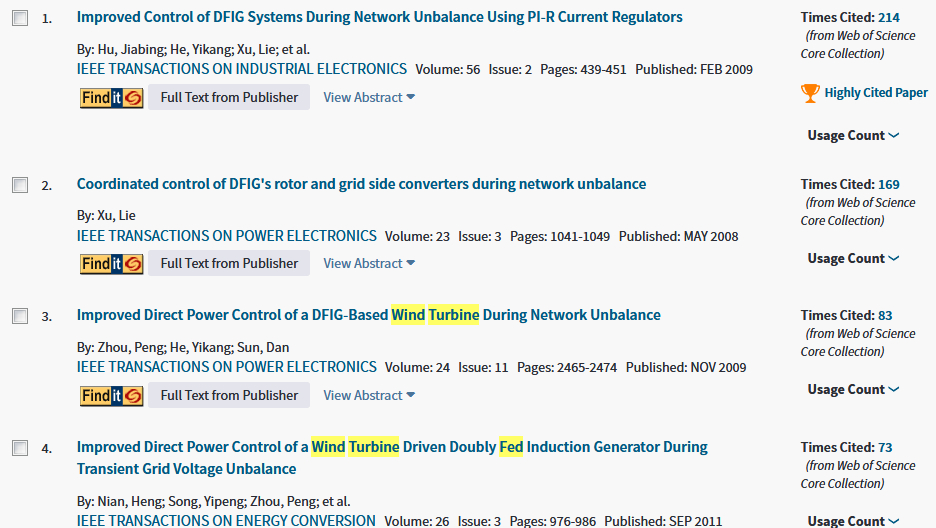 1. Improved Control of DFIG Systems During Network Unbalance Using PI-R Current Regulators
By: Hu, Jiabing; He, Yikang; Xu, Lie; et al.
IEEE TRANSACTIONS ON INDUSTRIAL ELECTRONICS Volume: 56 Issue: 2 Pages: 439-451 Published: FEB 2009
Findit S Full Text from Publisher View Abstract
Times Cited: 214
(from Web of Science
Core Collection)
Highly Cited Paper
Usage Count
2. Coordinated control of DFIG's rotor and grid side converters during network unbalance
By: Xu, Lie
IEEE TRANSACTIONS ON POWER ELECTRONICS Volume: 23 Issue: 3 Pages: 1041-1049 Published: MAY 2008
Findit S Full Text from Publisher View Abstract
Times Cited: 169
(from Web of Science
Core Collection)
Usage Count
3. Improved Direct Power Control of a DFIG-Based Wind Turbine During Network Unbalance
By: Zhou, Peng; He, Yikang; Sun, Dan
IEEE TRANSACTIONS ON POWER ELECTRONICS Volume: 24 Issue: 11 Pages: 2465-2474 Published: NOV 2009
Findit S Full Text from Publisher View Abstract
Times Cited: 83
(from Web of Science
Core Collection)
Usage Count
4. Improved Direct Power Control of a Wind Turbine Driven Doubly Fed Induction Generator During
Transient Grid Voltage Unbalance
By: Nian, Heng; Song, Yipeng; Zhou, Peng; et al.
IEEE TRANSACTIONS ON ENERGY CONVERSION Volume: 26 Issue: 3 Pages: 976-986 Published: SEP 2011
Times Cited: 73
(from Web of Science
Core Collection)
Usage Count